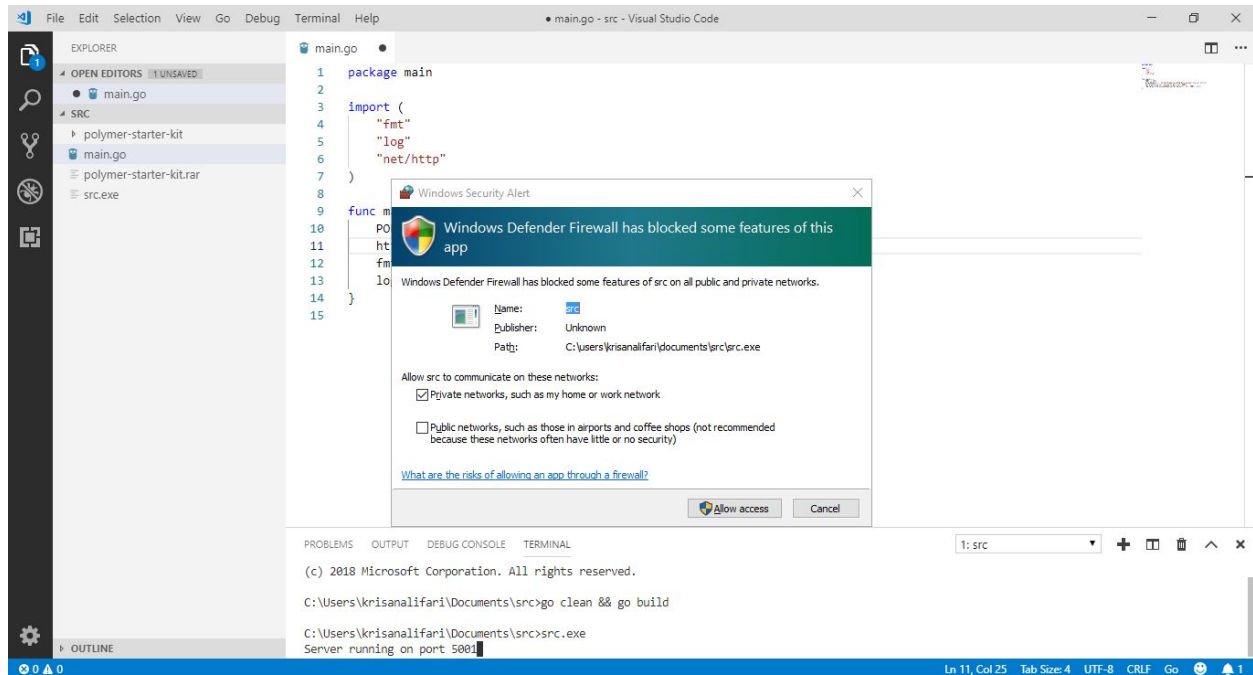 File Edit Selection View Go Debug Terminal Help
● main.go - src - Visual Studio Code
EXPLORER
OPEN EDITORS 1 UNSAVED
● main.go
SRC
polymer-starter-kit
main.go
polymer-starter-kit.rar
src.exe
OUTLINE
1
main.go ●
1 package main
2
3 import (
4 "fmt"
5 "log"
6 "net/http"
7 )
8
9 func m
10 PO
11 ht
12 fm
13 lo
14 }
15
Windows Security Alert
Windows Defender Firewall has blocked some features of this
app
Windows Defender Firewall has blocked some features of src on all public and private networks.
Name: src
Publisher: Unknown
Path: C:\users\krisanalifari\documents\src\src.exe
Allow src to communicate on these networks:
Private networks, such as my home or work network
Public networks, such as those in airports and coffee shops (not recommended
because these networks often have little or no security)
What are the risks of allowing an app through a firewall?
Allow access Cancel
PROBLEMS OUTPUT DEBUG CONSOLE TERMINAL
1: src
(c) 2018 Microsoft Corporation. All rights reserved.
C:\Users\krisanalifari\Documents\src>go clean && go build
C:\Users\krisanalifari\Documents\src>src.exe
Server running on port 5001
0 0
Ln 11, Col 25 Tab Size: 4 UTF-8 CRLF Go 1